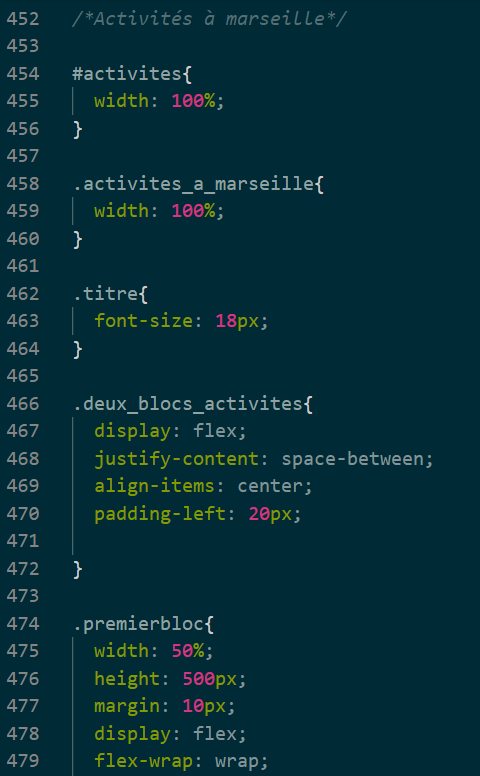 452 /*Activités à marseille*/
453
454 #activites{
455 width: 100%;
456 }
457
458 .activites_a_marseille{
459 width: 100%;
460 }
461
462 .titre{
463 font-size: 18px;
464 }
465
466 .deux_blocs_activites{
467 display: flex;
468 justify-content: space-between;
469 align-items: center;
470 padding-left: 20px;
471
472 }
473
474 .premierbloc{
475 width: 50%;
476 height: 500px;
477 margin: 10px;
478 display: flex;
479 flex-wrap: wrap;